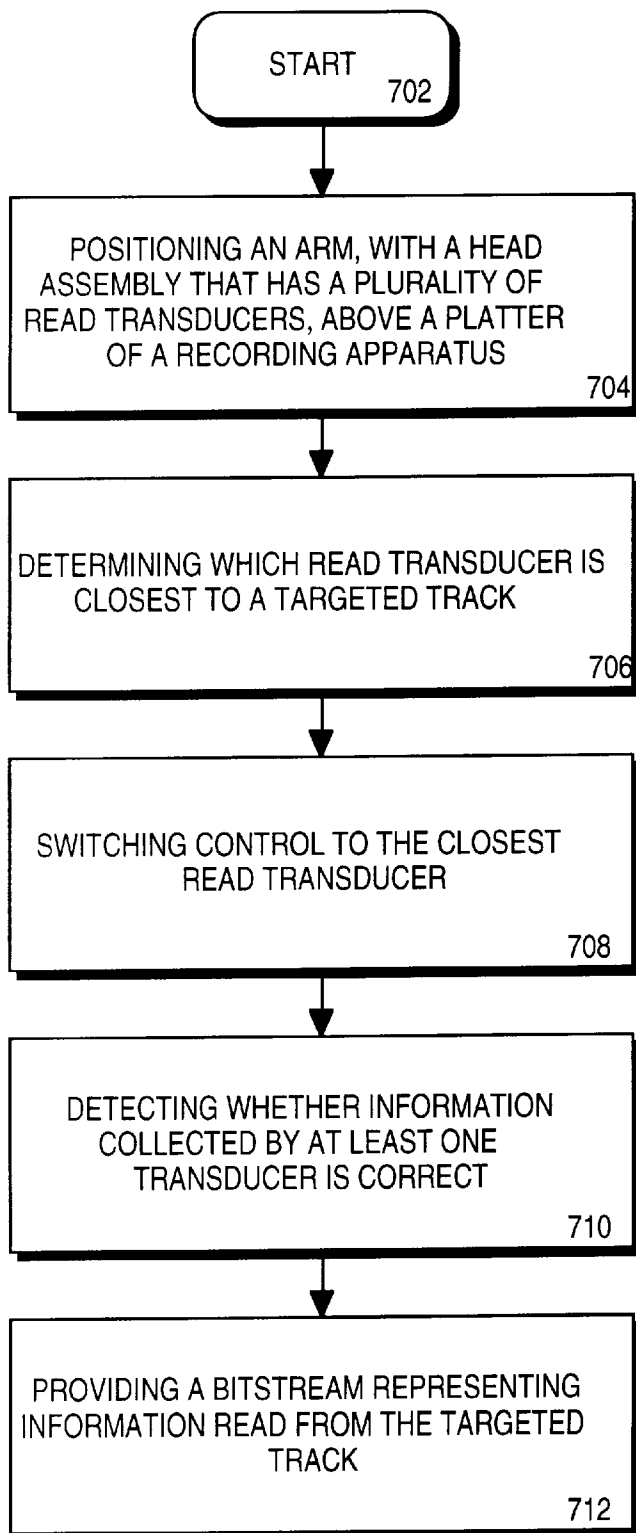 START
702
POSITIONING AN ARM, WITH A HEAD
ASSEMBLY THAT HAS A PLURALITY OF
READ TRANSDUCERS, ABOVE A PLATTER
OF A RECORDING APPARATUS
704
DETERMINING WHICH READ TRANSDUCER IS
CLOSEST TO A TARGETED TRACK
706
SWITCHING CONTROL TO THE CLOSEST
READ TRANSDUCER
708
DETECTING WHETHER INFORMATION
COLLECTED BY AT LEAST ONE
TRANSDUCER IS CORRECT
710
PROVIDING A BITSTREAM REPRESENTING
INFORMATION READ FROM THE TARGETED
TRACK
712